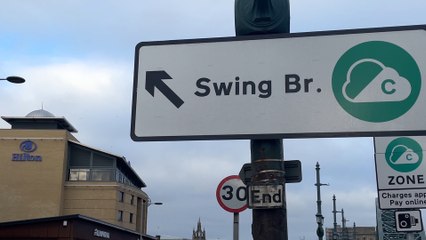 Swing Br.
C
Hilton
30
End
C
ZONE
Charges apply
Pay online